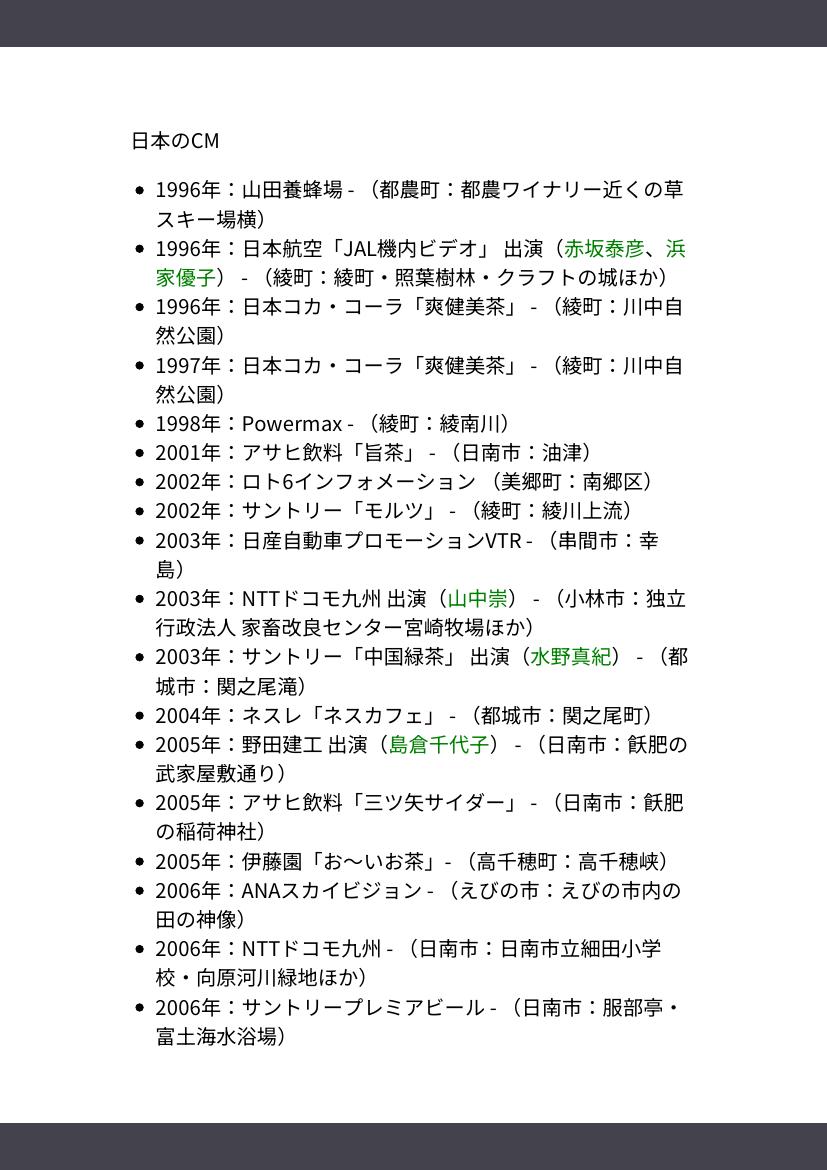 日本のCM
• 1996年：山田養蜂場 - （都農町：都農ワイナリー近くの草
スキー場横）
• 1996年：日本航空「JAL機内ビデオ」 出演（赤坂泰彦、浜
家優子） - （綾町：綾町・照葉樹林・クラフトの城ほか）
• 1996年：日本コカ・コーラ「爽健美茶」 - （綾町：川中自
然公園）
• 1997年：日本コカ・コーラ「爽健美茶」 - （綾町：川中自
然公園）
• 1998年：Powermax - （綾町：綾南川）
• 2001年：アサヒ飲料「旨茶」 - （日南市：油津）
• 2002年：ロト6インフォメーション （美郷町：南郷区）
• 2002年：サントリー「モルツ」 - （綾町：綾川上流）
• 2003年：日産自動車プロモーションVTR - （串間市：幸
島）
• 2003年：NTTドコモ九州 出演（山中崇） - （小林市：独立
行政法人 家畜改良センター宮崎牧場ほか）
• 2003年：サントリー「中国緑茶」 出演（水野真紀） - （都
城市：関之尾滝）
• 2004年：ネスレ「ネスカフェ」 - （都城市：関之尾町）
• 2005年：野田建工 出演（島倉千代子） - （日南市：飫肥の
武家屋敷通り）
• 2005年：アサヒ飲料「三ツ矢サイダー」 - （日南市：飫肥
の稲荷神社）
• 2005年：伊藤園「お〜いお茶」- （高千穂町：高千穂峡）
• 2006年：ANAスカイビジョン - （えびの市：えびの市内の
田の神像）
• 2006年：NTTドコモ九州 - （日南市：日南市立細田小学
校・向原河川緑地ほか）
• 2006年：サントリープレミアビール - （日南市：服部亭・
富土海水浴場）